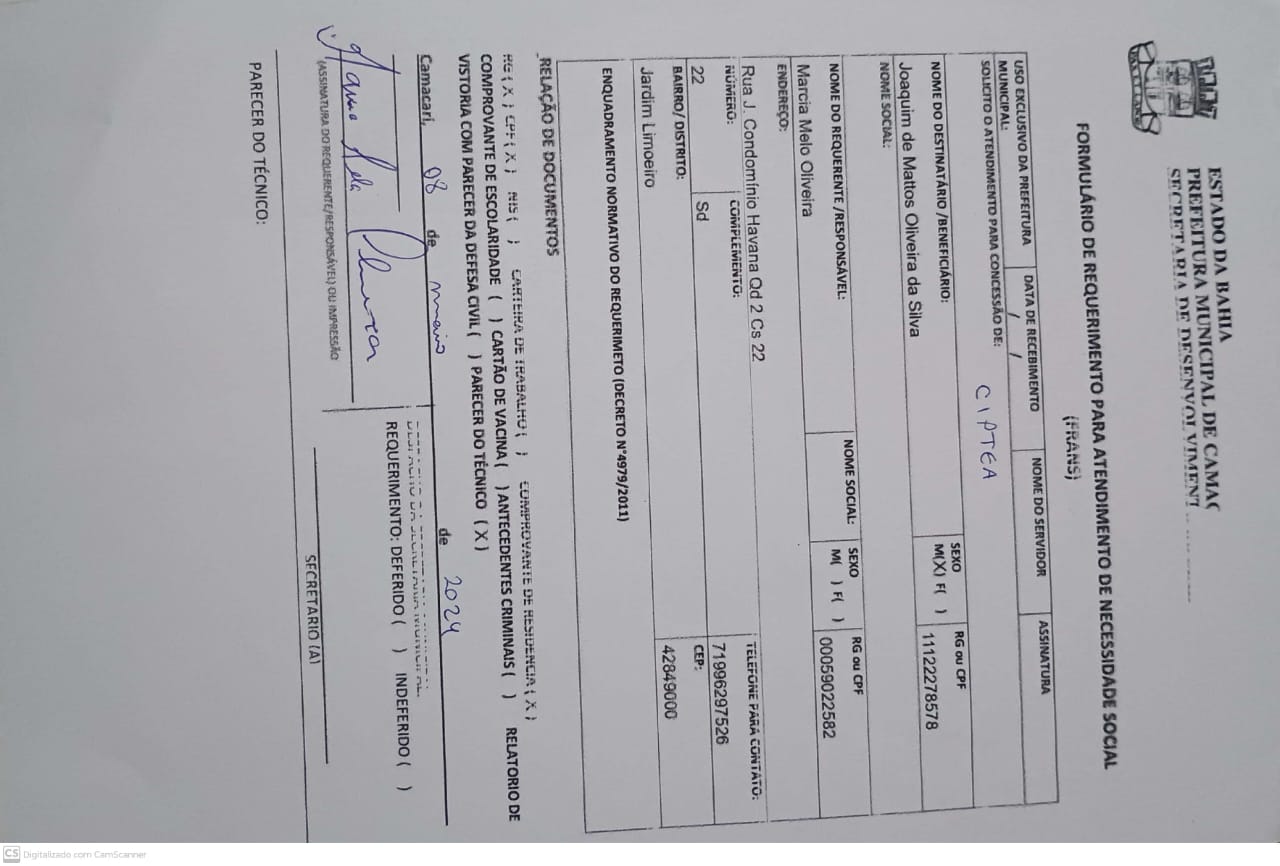 ESTADO DA BAHIA
PREFEITURA MUNICIPAL DE CAMAÇ
SECRETARIA DE DESENVOLVIMENT
FORMULÁRIO DE REQUERIMENTO PARA ATENDIMENTO DE NECESSIDADE SOCIAL
(FRANS)
USO EXCLUSIVO DA PREFEITURA MUNICIPAL:
DATA DE RECEBIMENTO
/ /
NOME DO SERVIDOR
ASSINATURA
SOLICITO O ATENDIMENTO PARA CONCESSÃO DE:
CIPTEA
NOME DO DESTINATÁRIO /BENEFICIÁRIO:
Joaquim de Mattos Oliveira da Silva
SEXO
M(X) F( )
RG ou CPF
11122278578
NOME SOCIAL:
NOME DO REQUERENTE /RESPONSÁVEL:
Marcia Melo Oliveira
NOME SOCIAL:
SEXO
M( ) F( )
RG ou CPF
00059022582
ENDEREÇO:
Rua J. Condomínio Havana Qd 2 Cs 22
NÚMERO:
22
COMPLEMENTO:
Sd
TELEFONE PARA CONTATO:
71996297526
BAIRRO/ DISTRITO:
Jardim Limoeiro
CEP:
42849000
ENQUADRAMENTO NORMATIVO DO REQUERIMETO (DECRETO N°4979/2011)
RELAÇÃO DE DOCUMENTOS
RG ( X ) CPF( X ) NIS ( ) CARTEIRA DE TRABALHO ( ) COMPROVANTE DE RESIDENCIA ( X )
COMPROVANTE DE ESCOLARIDADE ( ) CARTÃO DE VACINA ( ) ANTECEDENTES CRIMINAIS ( ) RELATORIO DE
VISTORIA COM PARECER DA DEFESA CIVIL ( ) PARECER DO TÉCNICO ( X )
Camaçari, 08 de maio de 2024
(ASSINATURA DO REQUERENTE/RESPONSÁVEL) OU IMPRESSÃO
DESPACHO DA SECRETARIA MUNICIPAL.
REQUERIMENTO: DEFERIDO ( ) INDEFERIDO ( )
SECRETARIO (A)
PARECER DO TÉCNICO:
CS Digitalizado com CamScanner